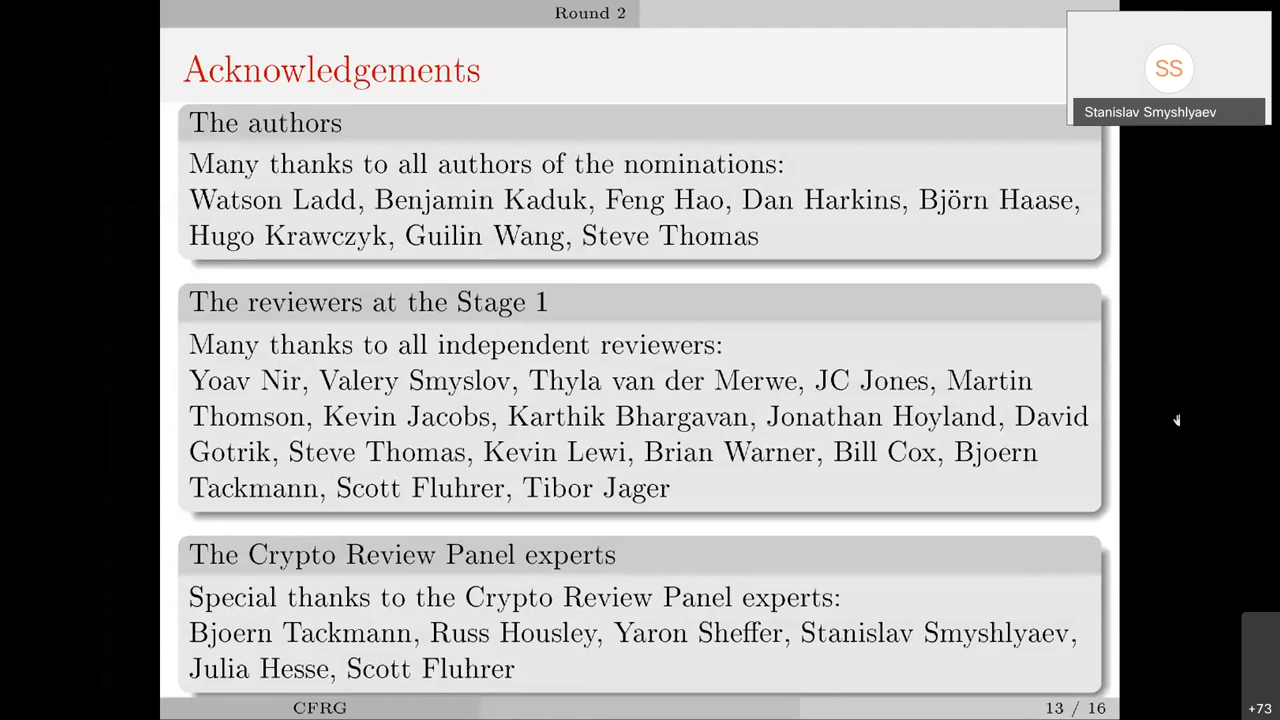 Round 2
Acknowledgements
SS
Stanislav Smyshlyaev
The authors
Many thanks to all authors of the nominations:
Watson Ladd, Benjamin Kaduk, Feng Hao, Dan Harkins, Björn Haase,
Hugo Krawczyk, Guilin Wang, Steve Thomas
The reviewers at the Stage 1
Many thanks to all independent reviewers:
Yoav Nir, Valery Smyslov, Thyla van der Merwe, JC Jones, Martin
Thomson, Kevin Jacobs, Karthik Bhargavan, Jonathan Hoyland, David
Gotrik, Steve Thomas, Kevin Lewi, Brian Warner, Bill Cox, Bjoern
Tackmann, Scott Fluhrer, Tibor Jager
The Crypto Review Panel experts
Special thanks to the Crypto Review Panel experts:
Bjoern Tackmann, Russ Housley, Yaron Sheffer, Stanislav Smyshlyaev,
Julia Hesse, Scott Fluhrer
CFRG
13 / 16
+73